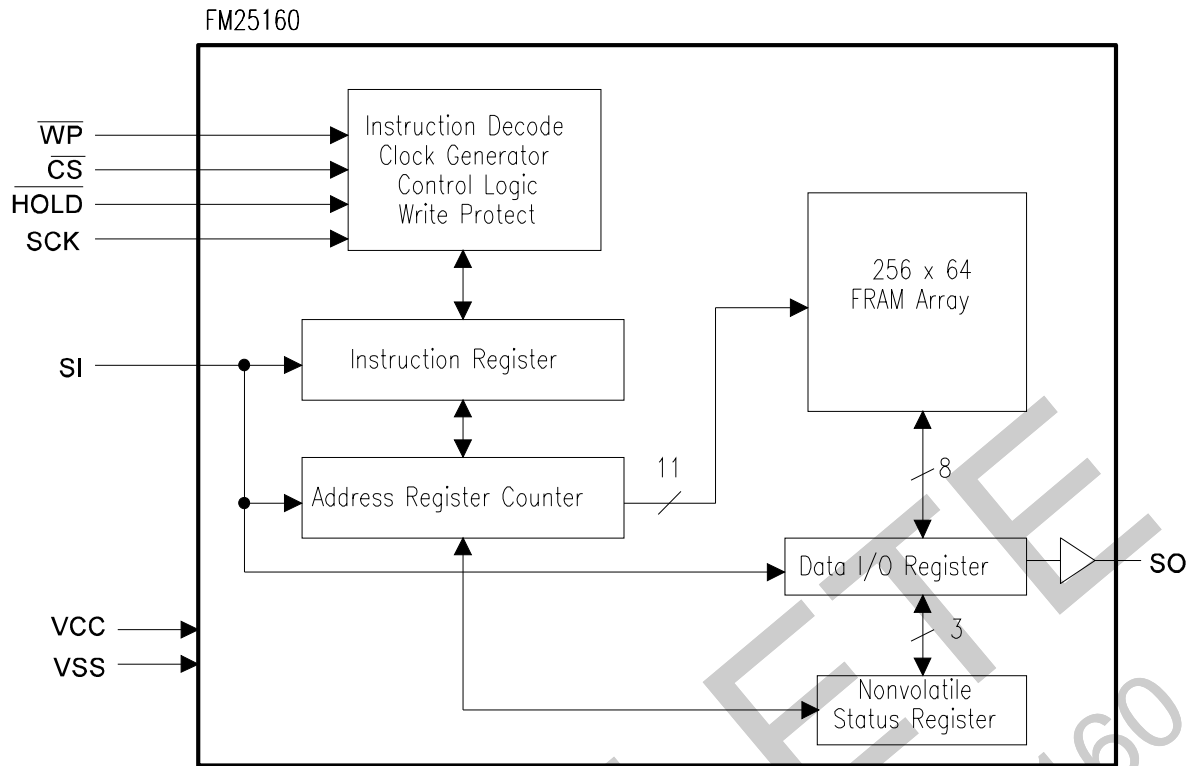 FM25160
WP
CS
HOLD
SCK
Instruction Decode
Clock Generator
Control Logic
Write Protect
256 x 64
FRAM Array
SI
Instruction Register
Address Register Counter
11
8
Data I/O Register
SO
VCC
VSS
3
Nonvolatile
Status Register